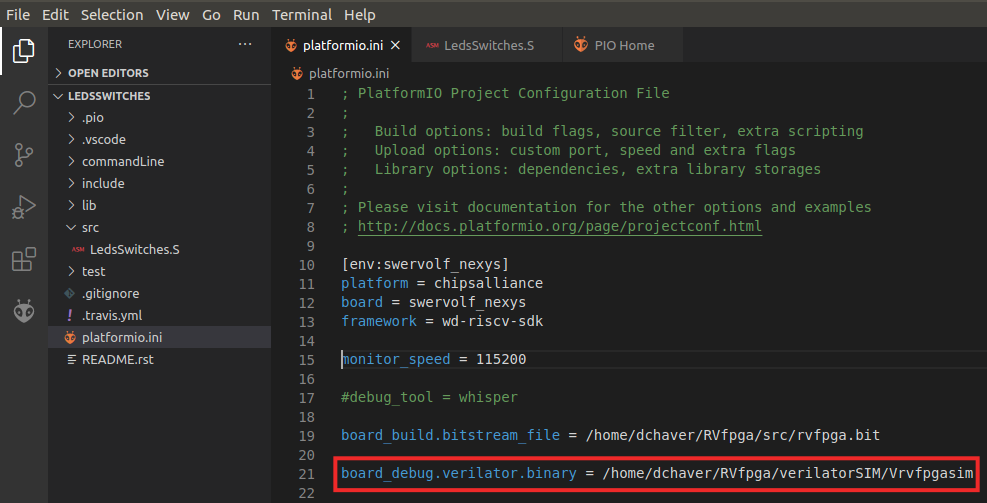 File Edit Selection View Go Run Terminal Help
EXPLORER ···
platformio.ini ×
ASM LedsSwitches.S
PIO Home
OPEN EDITORS
LEDSSWITCHES
.pio
.vscode
commandLine
include
lib
src
ASM LedsSwitches.S
test
.gitignore
! .travis.yml
platformio.ini
README.rst
platformio.ini
1 ; PlatformIO Project Configuration File
2 ;
3 ;   Build options: build flags, source filter, extra scripting
4 ;   Upload options: custom port, speed and extra flags
5 ;   Library options: dependencies, extra library storages
6 ;
7 ; Please visit documentation for the other options and examples
8 ; http://docs.platformio.org/page/projectconf.html
9
10 [env:swervolf_nexys]
11 platform = chipsalliance
12 board = swervolf_nexys
13 framework = wd-riscv-sdk
14
15 monitor_speed = 115200
16
17 #debug_tool = whisper
18
19 board_build.bitstream_file = /home/dchaver/RVfpga/src/rvfpga.bit
20
21 board_debug.verilator.binary = /home/dchaver/RVfpga/verilatorSIM/Vrvfpgasim
22